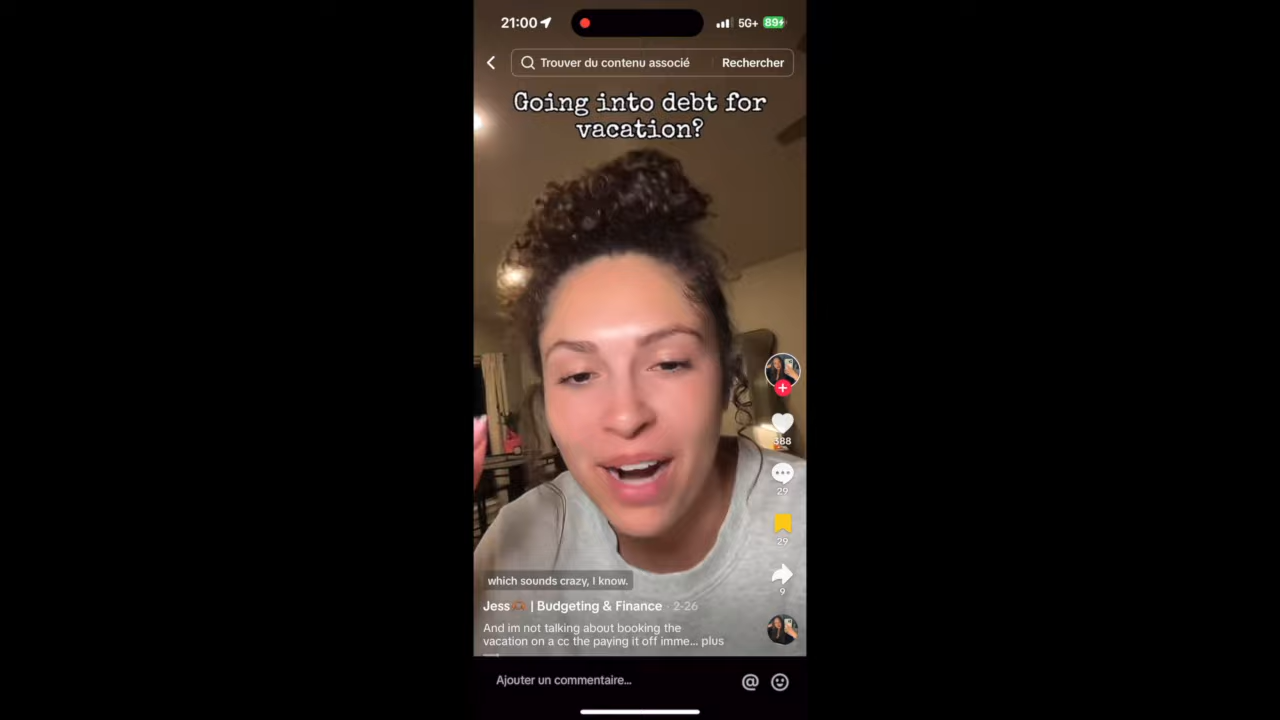 21:00
5G+
89
Trouver du contenu associé
Rechercher
Going into debt for
vacation?
388
29
29
9
which sounds crazy, I know.
Jess🫶🏽 | Budgeting & Finance · 2-26
And im not talking about booking the
vacation on a cc the paying it off imme... plus
Ajouter un commentaire...
@